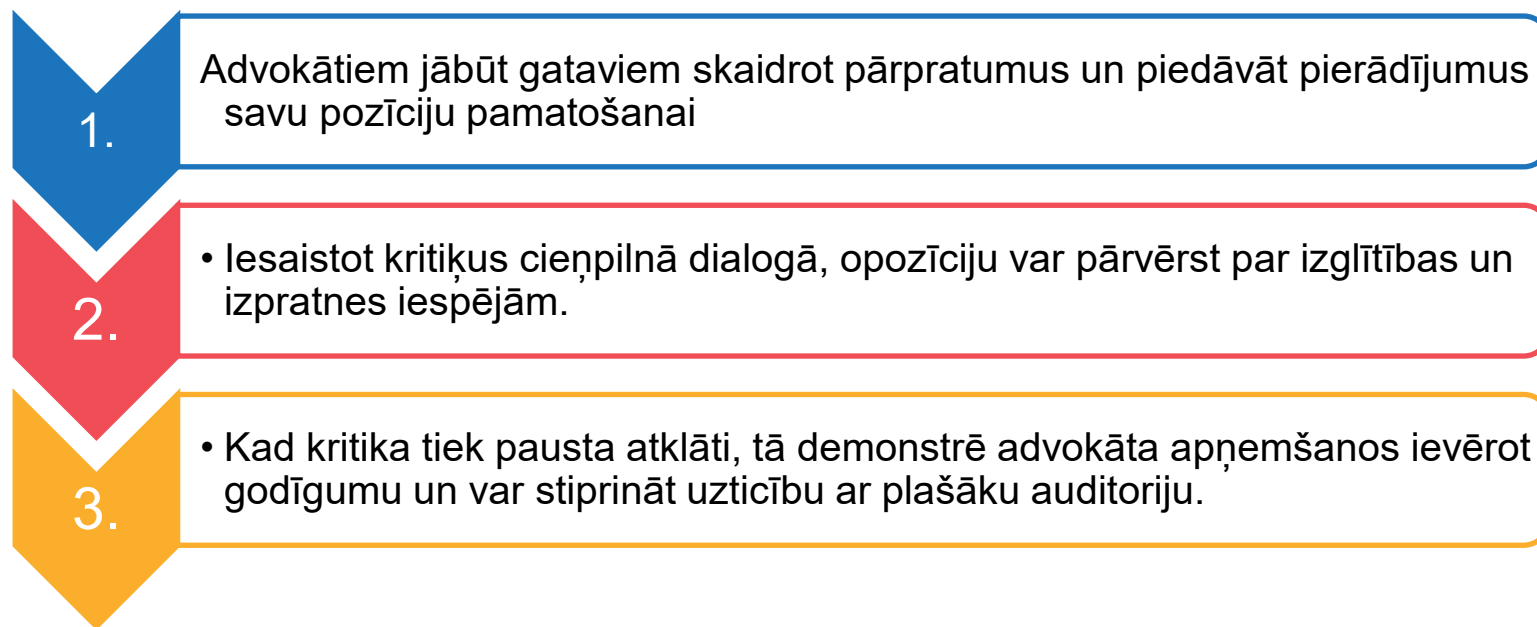 1.
Advokātiem jābūt gataviem skaidrot pārpratumus un piedāvāt pierādījumus
savu pozīciju pamatošanai
2.
• Iesaistot kritiķus cieņpilnā dialogā, opozīciju var pārvērst par izglītības un
izpratnes iespējām.
3.
• Kad kritika tiek pausta atklāti, tā demonstrē advokāta apņemšanos ievērot
godīgumu un var stiprināt uzticību ar plašāku auditoriju.